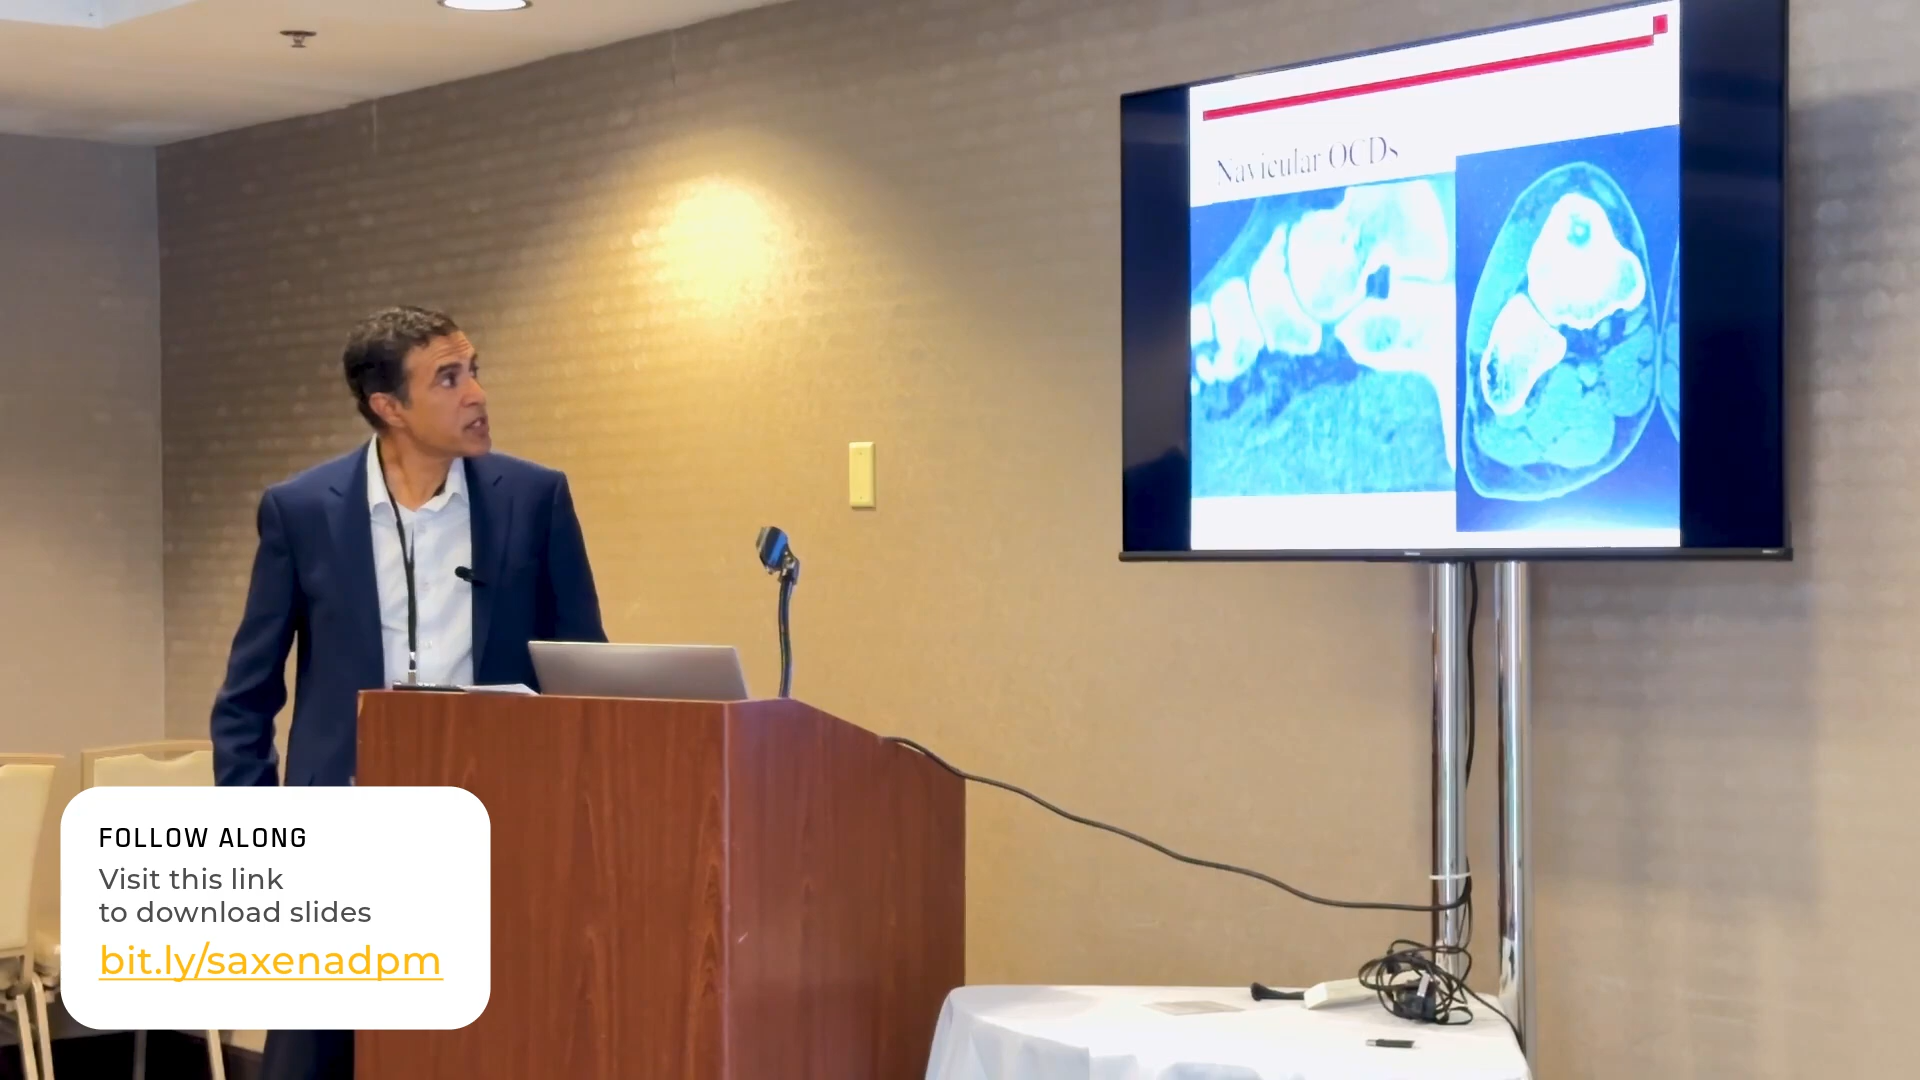 Navicular OCDs
FOLLOW ALONG
Visit this link
to download slides
bit.ly/saxenadpm